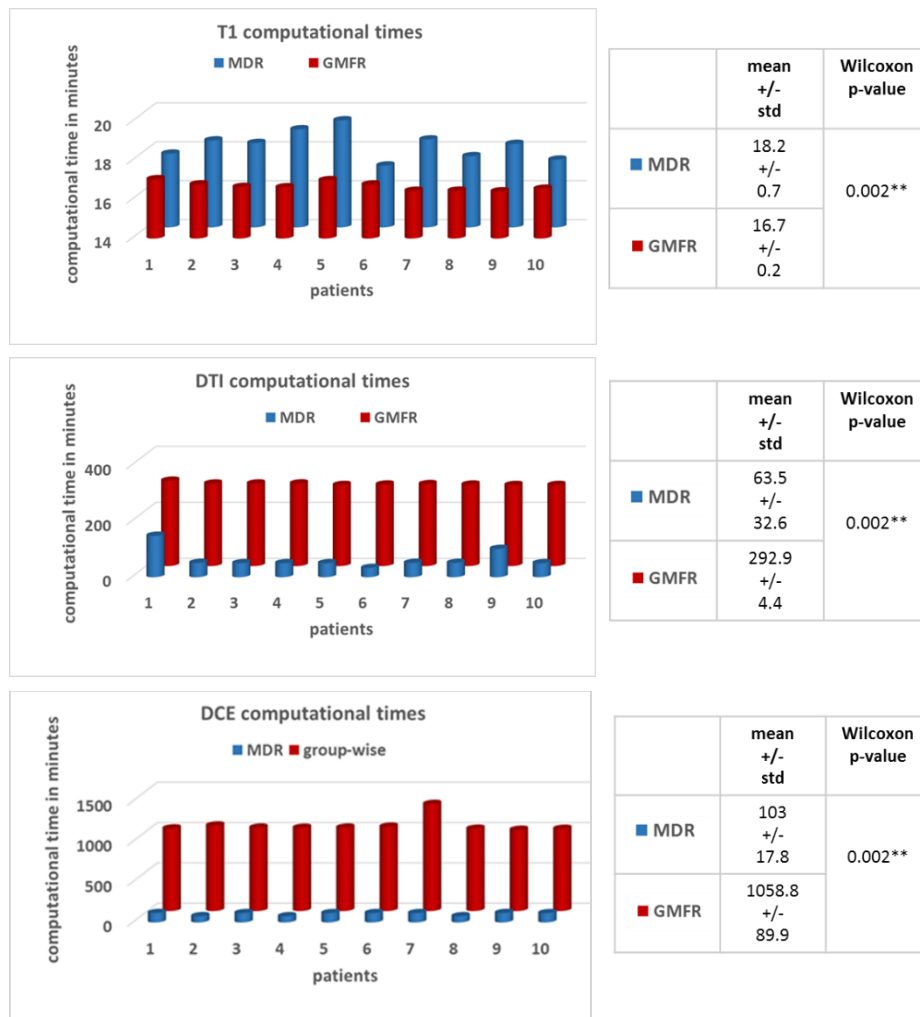 T1 computational times
MDR GMFR
computational time in minutes
20
18
16
14
1 2 3 4 5 6 7 8 9 10
patients
mean Wilcoxon
+/- p-value
std
MDR 18.2 +/- 0.7 0.002**
GMFR 16.7 +/- 0.2
DTI computational times
MDR GMFR
computational time in minutes
400
200
0
1 2 3 4 5 6 7 8 9 10
patients
mean Wilcoxon
+/- p-value
std
MDR 63.5 +/- 32.6 0.002**
GMFR 292.9 +/- 4.4
DCE computational times
MDR group-wise
computational time in minutes
1500
1000
500
0
1 2 3 4 5 6 7 8 9 10
patients
mean Wilcoxon
+/- p-value
std
MDR 103 +/- 17.8 0.002**
GMFR 1058.8 +/- 89.9